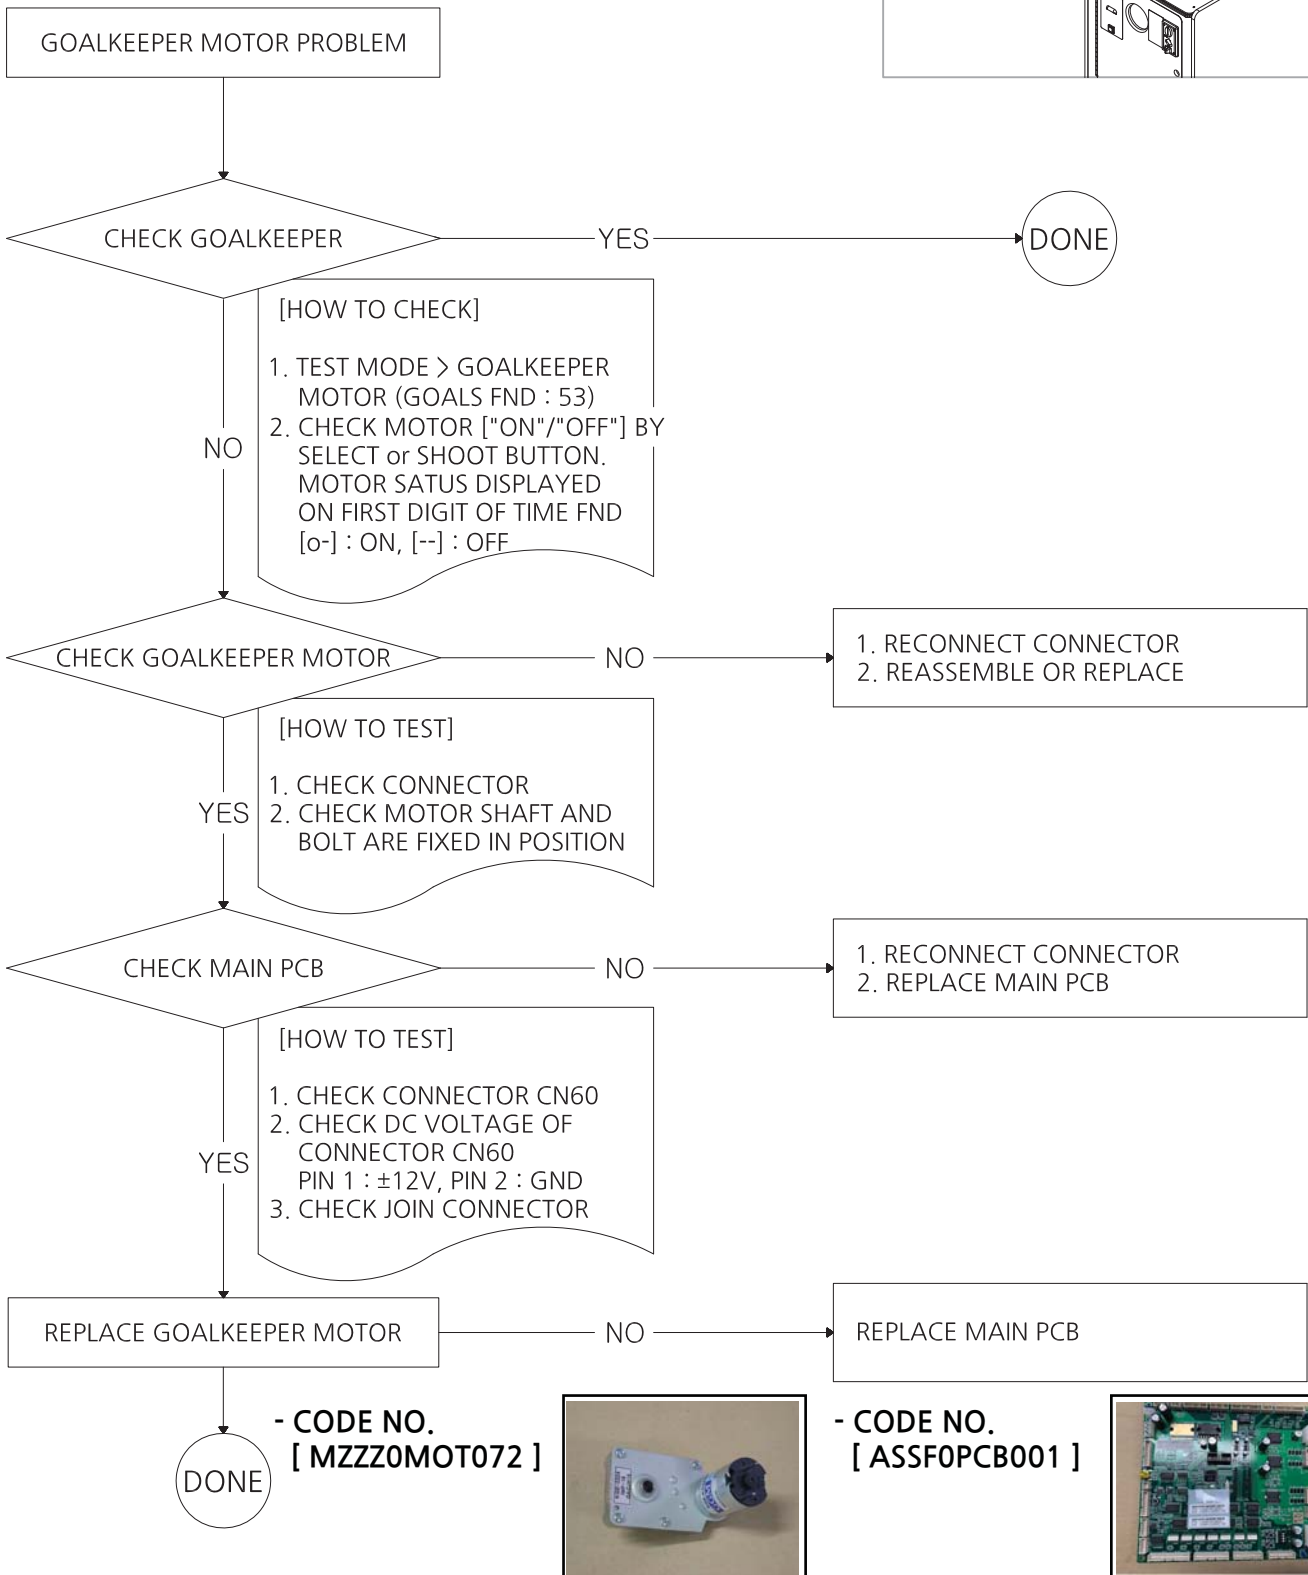 GOALKEEPER MOTOR PROBLEM
CHECK GOALKEEPER
YES
DONE
[HOW TO CHECK]
1. TEST MODE > GOALKEEPER
MOTOR (GOALS FND : 53)
2. CHECK MOTOR ["ON"/"OFF"] BY
SELECT or SHOOT BUTTON.
MOTOR SATUS DISPLAYED
ON FIRST DIGIT OF TIME FND
[o-] : ON, [--] : OFF
NO
CHECK GOALKEEPER MOTOR
NO
1. RECONNECT CONNECTOR
2. REASSEMBLE OR REPLACE
[HOW TO TEST]
1. CHECK CONNECTOR
2. CHECK MOTOR SHAFT AND
BOLT ARE FIXED IN POSITION
YES
CHECK MAIN PCB
NO
1. RECONNECT CONNECTOR
2. REPLACE MAIN PCB
[HOW TO TEST]
1. CHECK CONNECTOR CN60
2. CHECK DC VOLTAGE OF
CONNECTOR CN60
PIN 1 : ±12V, PIN 2 : GND
3. CHECK JOIN CONNECTOR
YES
REPLACE GOALKEEPER MOTOR
NO
REPLACE MAIN PCB
DONE
- CODE NO.
[ MZZZ0MOT072 ]
- CODE NO.
[ ASSF0PCB001 ]